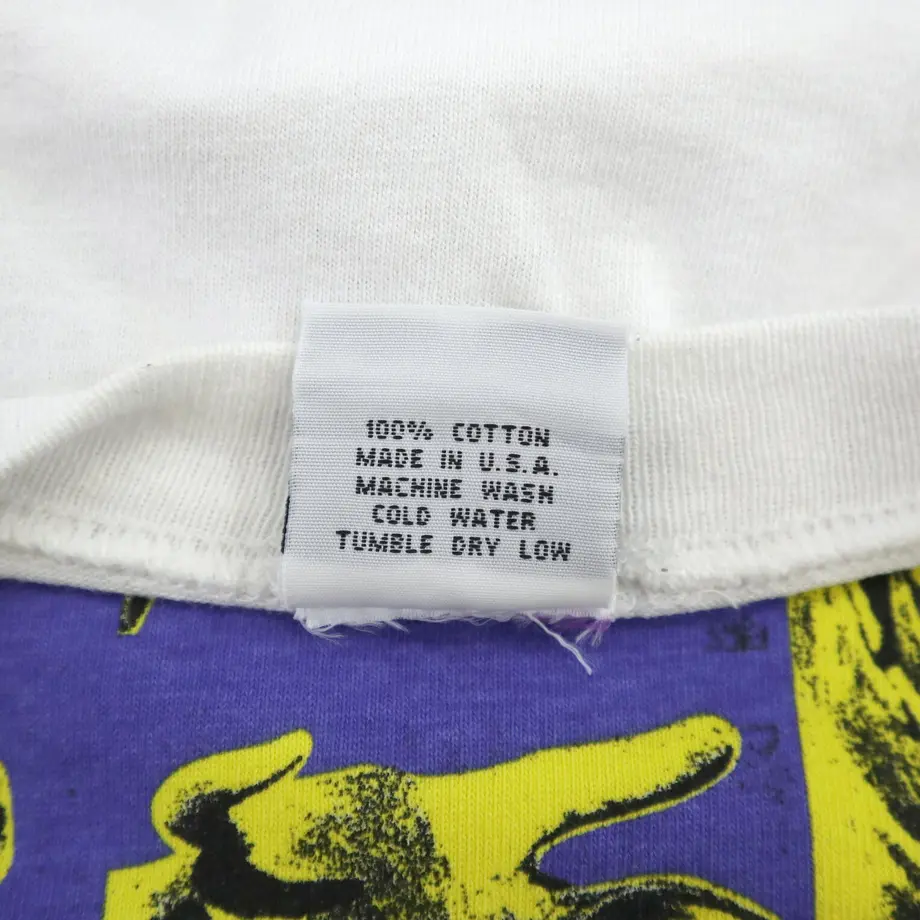 100% COTTON
MADE IN U.S.A.
MACHINE WASH
COLD WATER
TUMBLE DRY LOW